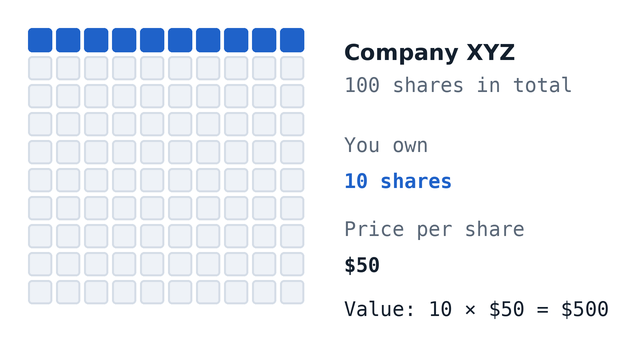 Company XYZ
100 shares in total
You own
10 shares
Price per share
$50
Value: 10 × $50 = $500